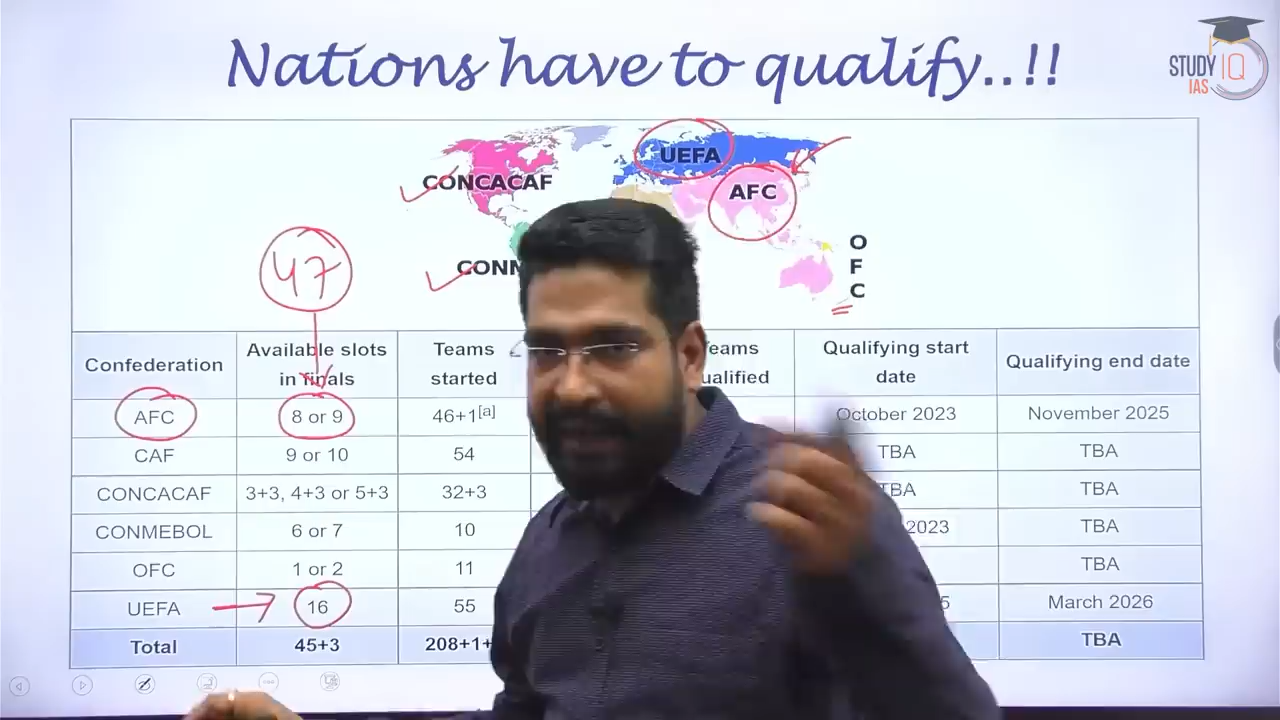 Nations have to qualify..!!
STUDY IQ
IAS
UEFA
CONCACAF
AFC
47
O
F
C
Confederation
Available slots
in finals
Teams
started
Qualifying start
date
Qualifying end date
AFC
8 or 9
46+1[a]
October 2023
November 2025
CAF
9 or 10
54
TBA
TBA
CONCACAF
3+3, 4+3 or 5+3
32+3
TBA
TBA
CONMEBOL
6 or 7
10
2023
TBA
OFC
1 or 2
11
TBA
UEFA
16
55
March 2026
Total
45+3
208+1+
TBA